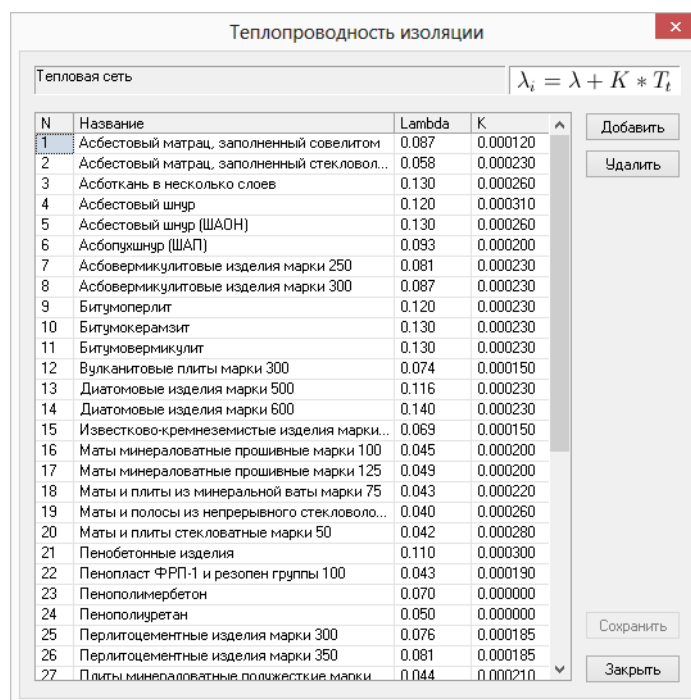 Теплопроводность изоляции
Тепловая сеть
λi = λ + K * Tt
N Название Lambda K
1 Асбестовый матрац, заполненный совелитом 0.087 0.000120
2 Асбестовый матрац, заполненный стекловол... 0.058 0.000230
3 Асботкань в несколько слоев 0.130 0.000260
4 Асбестовый шнур 0.120 0.000310
5 Асбестовый шнур (ШАОН) 0.130 0.000260
6 Асбопухшнур (ШАП) 0.093 0.000200
7 Асбовермикулитовые изделия марки 250 0.081 0.000230
8 Асбовермикулитовые изделия марки 300 0.087 0.000230
9 Битумоперлит 0.120 0.000230
10 Битумокерамзит 0.130 0.000230
11 Битумовермикулит 0.130 0.000230
12 Вулканитовые плиты марки 300 0.074 0.000150
13 Диатомовые изделия марки 500 0.116 0.000230
14 Диатомовые изделия марки 600 0.140 0.000230
15 Известково-кремнеземистые изделия марки... 0.069 0.000150
16 Маты минераловатные прошивные марки 100 0.045 0.000200
17 Маты минераловатные прошивные марки 125 0.049 0.000200
18 Маты и плиты из минеральной ваты марки 75 0.043 0.000220
19 Маты и полосы из непрерывного стекловоло... 0.040 0.000260
20 Маты и плиты стекловатные марки 50 0.042 0.000280
21 Пенобетонные изделия 0.110 0.000300
22 Пенопласт ФРП-1 и резопен группы 100 0.043 0.000190
23 Пенополимербетон 0.070 0.000000
24 Пенополиуретан 0.050 0.000000
25 Перлитоцементные изделия марки 300 0.076 0.000185
26 Перлитоцементные изделия марки 350 0.081 0.000185
27 Плиты минераловатные полужесткие марки 0.044 0.000210
Добавить
Удалить
Сохранить
Закрыть